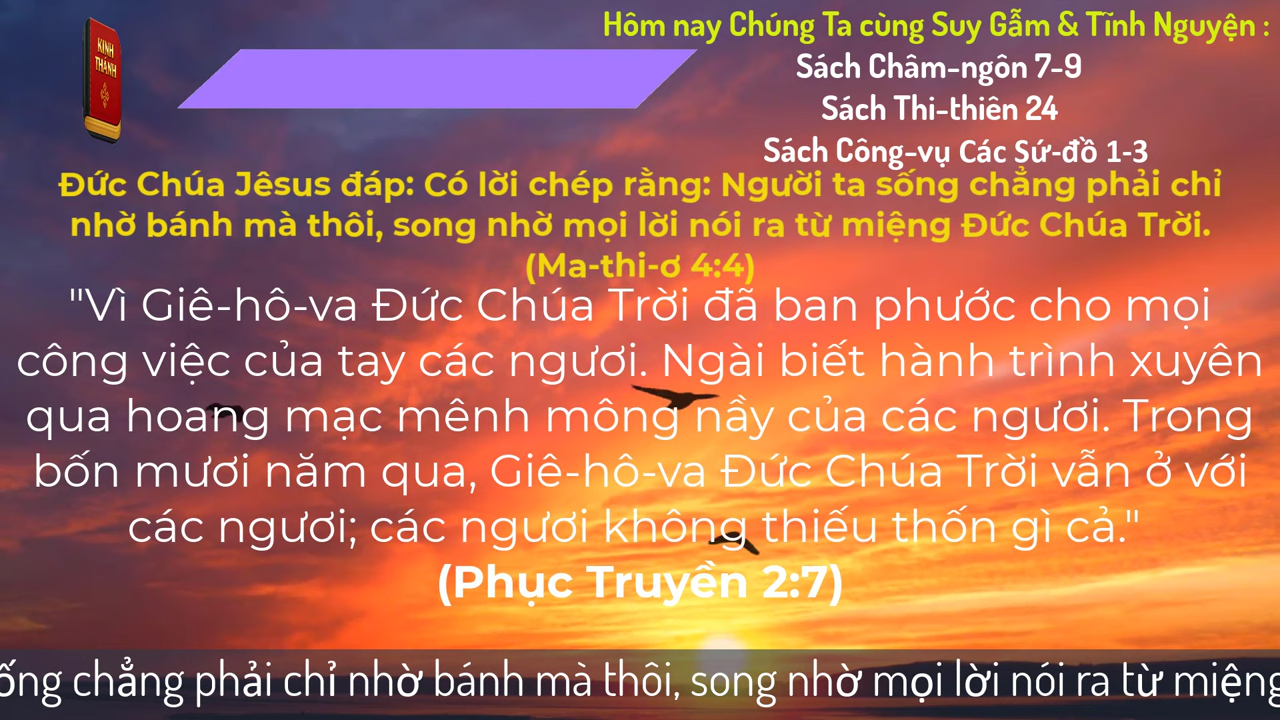 KINH
THÁNH
Hôm nay Chúng Ta cùng Suy Gẫm & Tĩnh Nguyện :
Sách Châm-ngôn 7-9
Sách Thi-thiên 24
Sách Công-vụ Các Sứ-đồ 1-3
Đức Chúa Jêsus đáp: Có lời chép rằng: Người ta sống chẳng phải chỉ
nhờ bánh mà thôi, song nhờ mọi lời nói ra từ miệng Đức Chúa Trời.
(Ma-thi-ơ 4:4)
"Vì Giê-hô-va Đức Chúa Trời đã ban phước cho mọi
công việc của tay các ngươi. Ngài biết hành trình xuyên
qua hoang mạc mênh mông nầy của các ngươi. Trong
bốn mươi năm qua, Giê-hô-va Đức Chúa Trời vẫn ở với
các ngươi; các ngươi không thiếu thốn gì cả."
(Phục Truyền 2:7)
ống chẳng phải chỉ nhờ bánh mà thôi, song nhờ mọi lời nói ra từ miệng